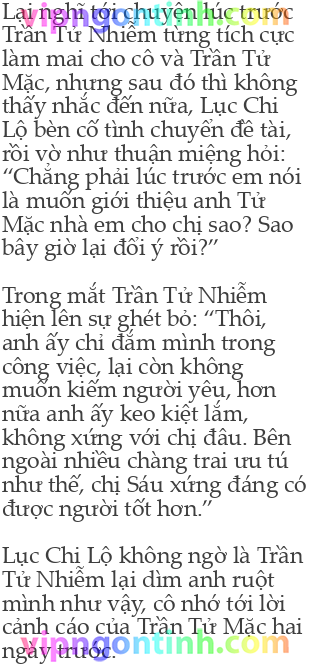 Lại nghĩ tới chuyện lúc trước
Trần Tử Nhiễm từng tích cực
làm mai cho cô và Trần Tử
Mặc, nhưng sau đó thì không
thấy nhắc đến nữa, Lục Chi
Lộ bèn cố tình chuyển đề tài,
rồi vờ như thuận miệng hỏi:
“Chẳng phải lúc trước em nói
là muốn giới thiệu anh Tử
Mặc nhà em cho chị sao? Sao
bây giờ lại đổi ý rồi?”
Trong mắt Trần Tử Nhiễm
hiện lên sự ghét bỏ: “Thôi,
anh ấy chỉ đắm mình trong
công việc, lại còn không
muốn kiếm người yêu, hơn
nữa anh ấy keo kiệt lắm,
không xứng với chị đâu. Bên
ngoài nhiều chàng trai ưu tú
như thế, chị Sáu xứng đáng có
được người tốt hơn.”
Lục Chi Lộ không ngờ là Trần
Tử Nhiễm lại dìm anh ruột
mình như vậy, cô nhớ tới lời
cảnh cáo của Trần Tử Mặc hai
ngày trước.
vipngontinh.com
vipngontinh.com
vipngontinh.com